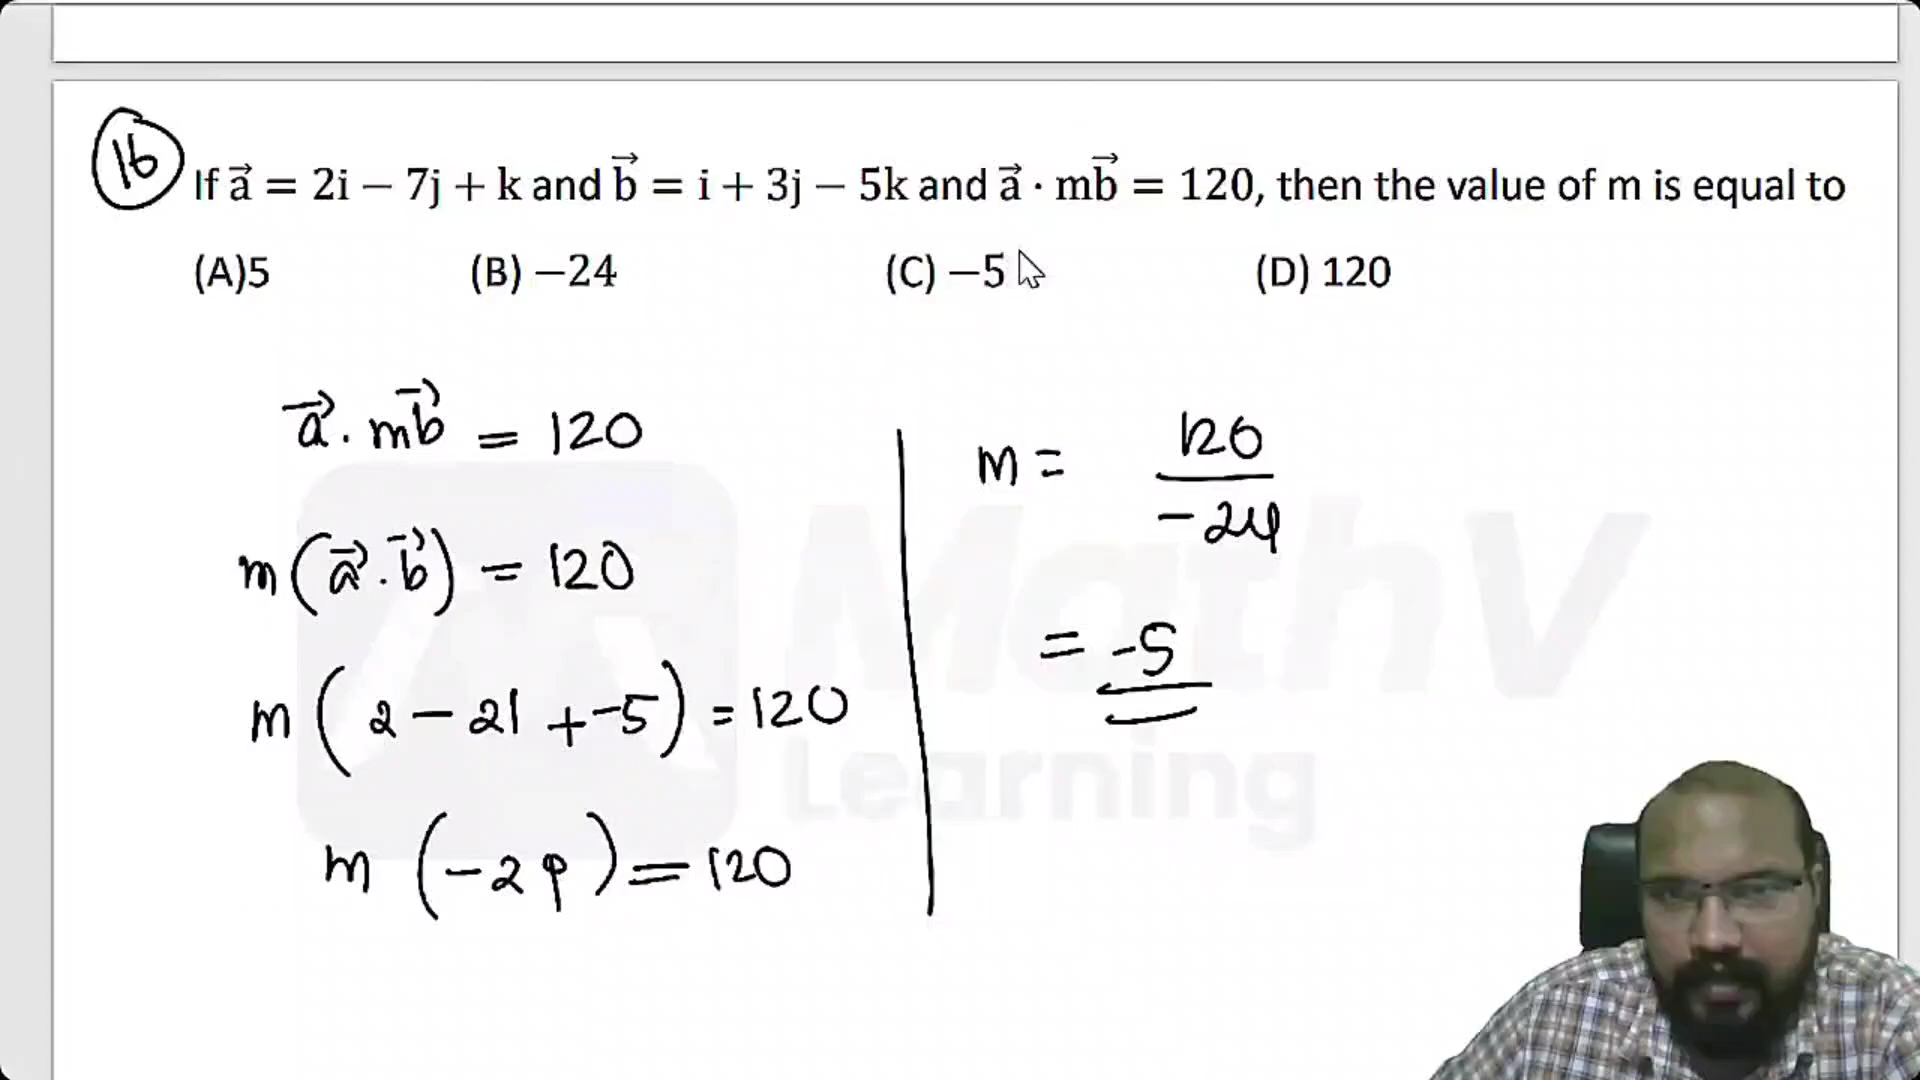 16
If a⃗ = 2i − 7j + k and b⃗ = i + 3j − 5k and a⃗ · mb⃗ = 120, then the value of m is equal to
(A)5 (B) −24 (C) −5 (D) 120
a⃗ . mb⃗ = 120
m(a⃗ . b⃗) = 120
m(2 − 21 + −5) = 120
m(−24) = 120
m = 120
−24
= −5
MathV
Learning